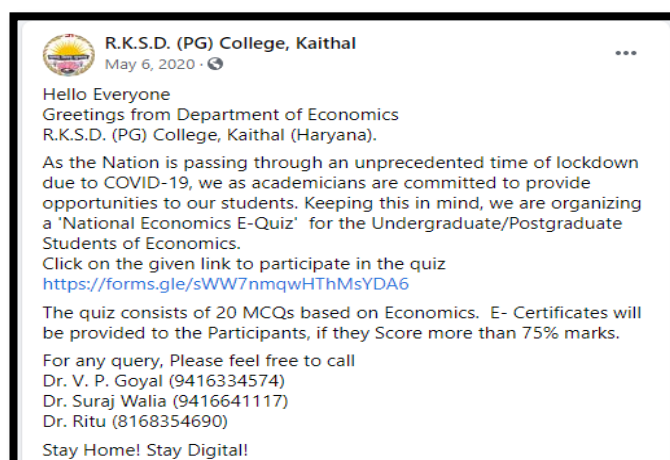 R.K.S.D. (PG) College, Kaithal
May 6, 2020 ·
Hello Everyone
Greetings from Department of Economics
R.K.S.D. (PG) College, Kaithal (Haryana).
As the Nation is passing through an unprecedented time of lockdown
due to COVID-19, we as academicians are committed to provide
opportunities to our students. Keeping this in mind, we are organizing
a 'National Economics E-Quiz' for the Undergraduate/Postgraduate
Students of Economics.
Click on the given link to participate in the quiz
https://forms.gle/sWW7nmqwHThMsYDA6
The quiz consists of 20 MCQs based on Economics. E- Certificates will
be provided to the Participants, if they Score more than 75% marks.
For any query, Please feel free to call
Dr. V. P. Goyal (9416334574)
Dr. Suraj Walia (9416641117)
Dr. Ritu (8168354690)
Stay Home! Stay Digital!